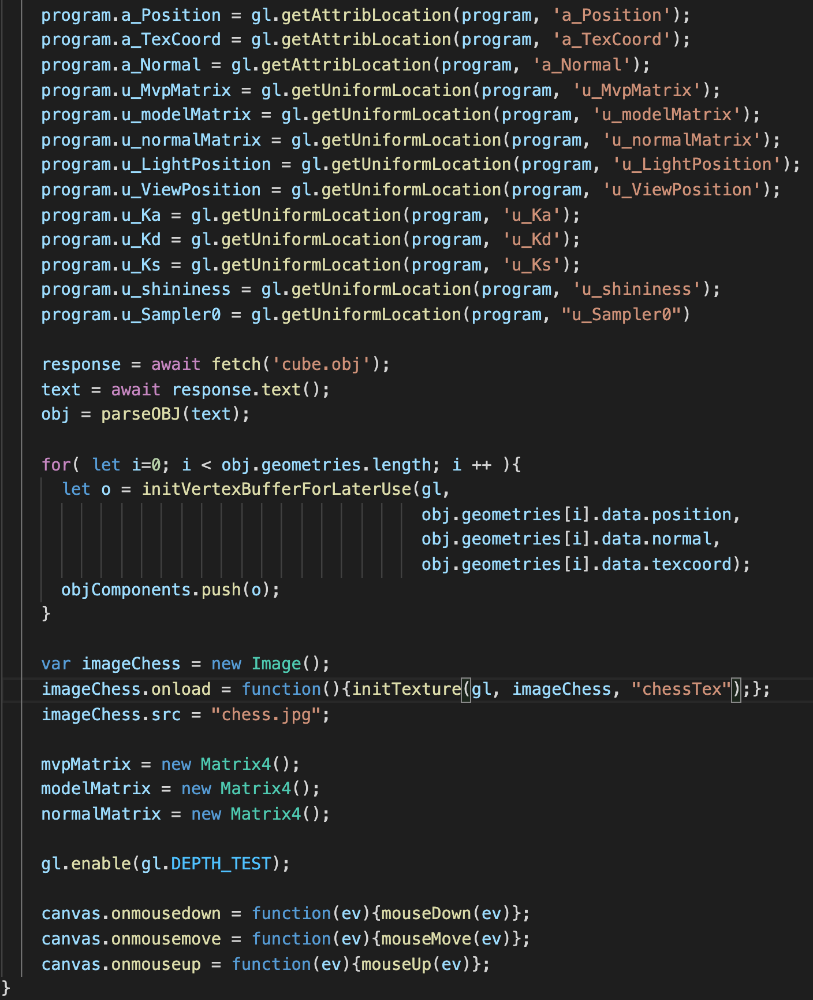 program.a_Position = gl.getAttribLocation(program, 'a_Position');
program.a_TexCoord = gl.getAttribLocation(program, 'a_TexCoord');
program.a_Normal = gl.getAttribLocation(program, 'a_Normal');
program.u_MvpMatrix = gl.getUniformLocation(program, 'u_MvpMatrix');
program.u_modelMatrix = gl.getUniformLocation(program, 'u_modelMatrix');
program.u_normalMatrix = gl.getUniformLocation(program, 'u_normalMatrix');
program.u_LightPosition = gl.getUniformLocation(program, 'u_LightPosition');
program.u_ViewPosition = gl.getUniformLocation(program, 'u_ViewPosition');
program.u_Ka = gl.getUniformLocation(program, 'u_Ka');
program.u_Kd = gl.getUniformLocation(program, 'u_Kd');
program.u_Ks = gl.getUniformLocation(program, 'u_Ks');
program.u_shininess = gl.getUniformLocation(program, 'u_shininess');
program.u_Sampler0 = gl.getUniformLocation(program, "u_Sampler0")
response = await fetch('cube.obj');
text = await response.text();
obj = parseOBJ(text);
for( let i=0; i < obj.geometries.length; i ++ ){
let o = initVertexBufferForLaterUse(gl,
obj.geometries[i].data.position,
obj.geometries[i].data.normal,
obj.geometries[i].data.texcoord);
objComponents.push(o);
}
var imageChess = new Image();
imageChess.onload = function(){initTexture(gl, imageChess, "chessTex");};
imageChess.src = "chess.jpg";
mvpMatrix = new Matrix4();
modelMatrix = new Matrix4();
normalMatrix = new Matrix4();
gl.enable(gl.DEPTH_TEST);
canvas.onmousedown = function(ev){mouseDown(ev)};
canvas.onmousemove = function(ev){mouseMove(ev)};
canvas.onmouseup = function(ev){mouseUp(ev)};
}